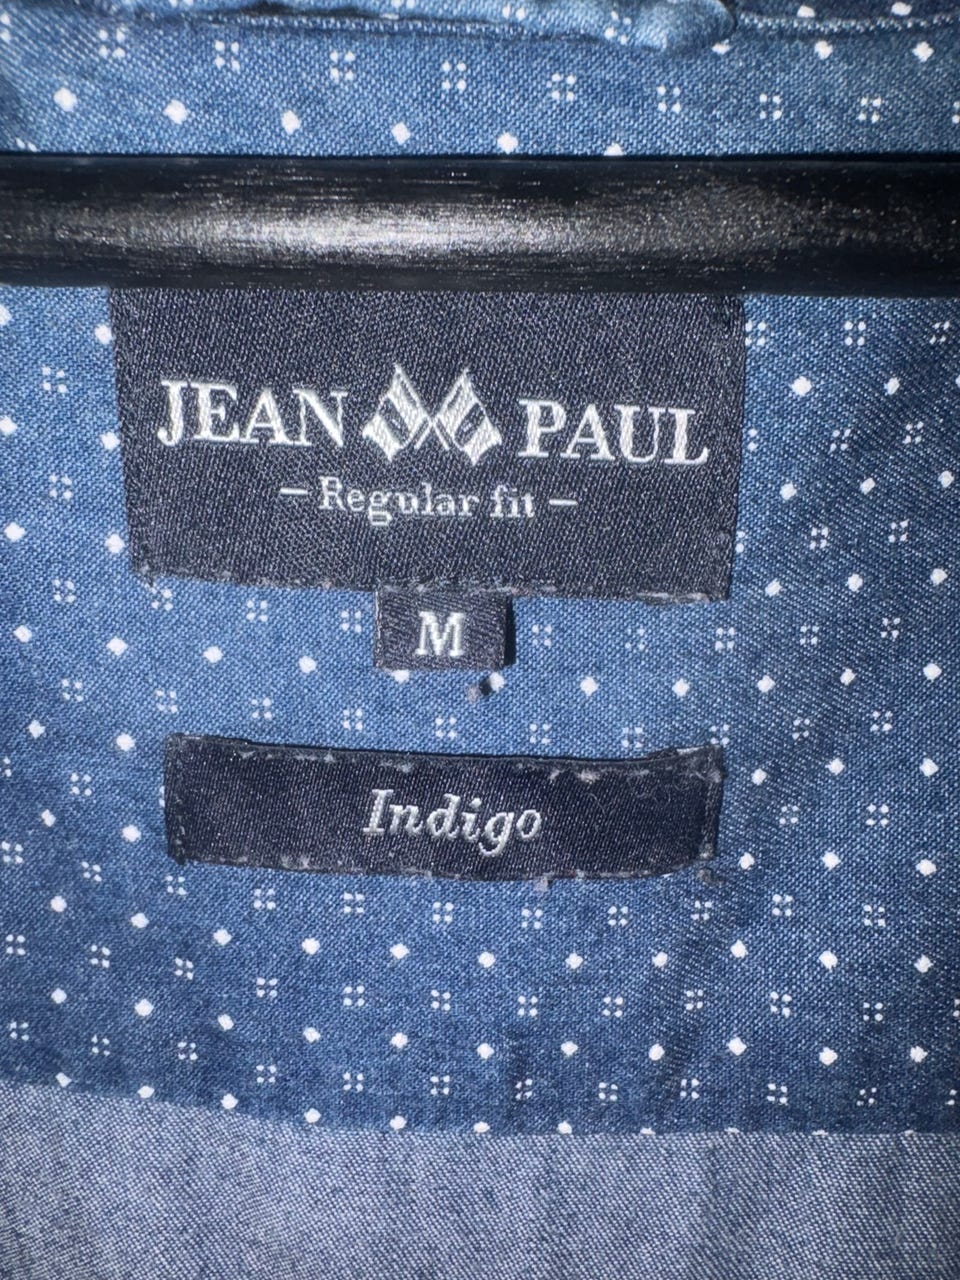 JEAN PAUL
- Regular fit -
M
Indigo